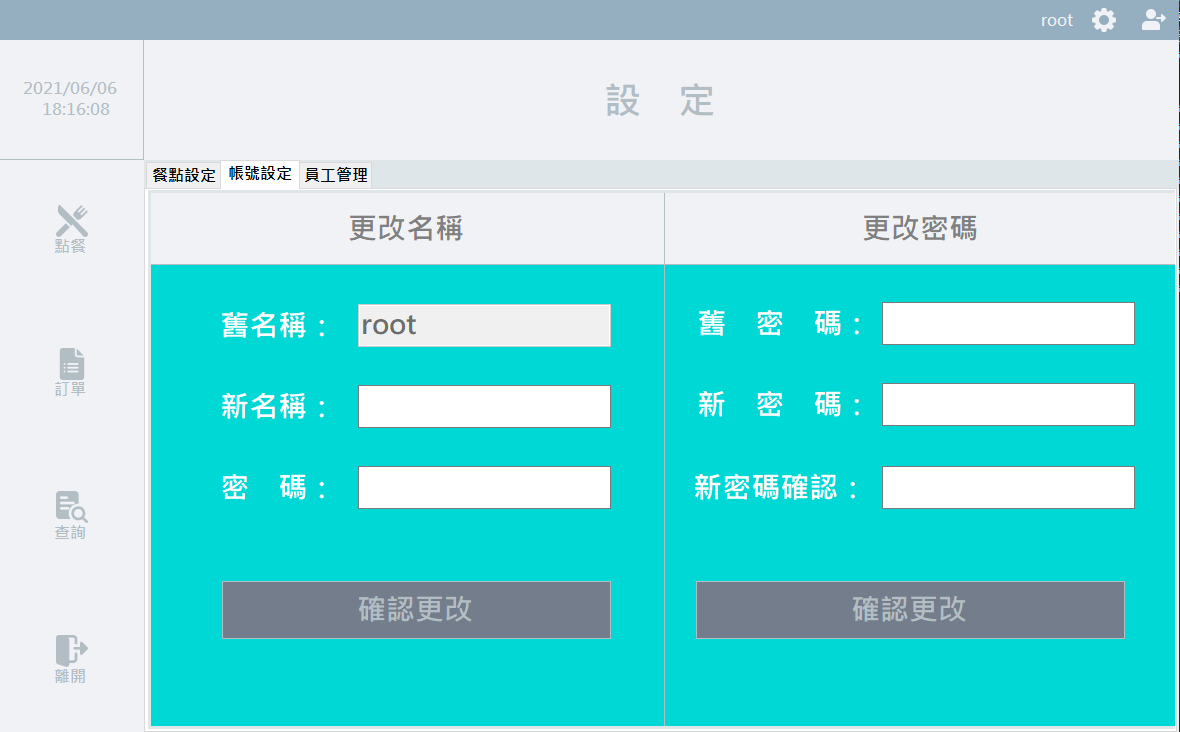 root
2021/06/06
18:16:08
設 定
餐點設定 帳號設定 員工管理
點餐
訂單
查詢
離開
更改名稱
舊名稱：root
新名稱：
密 碼：
確認更改
更改密碼
舊 密 碼：
新 密 碼：
新密碼確認：
確認更改